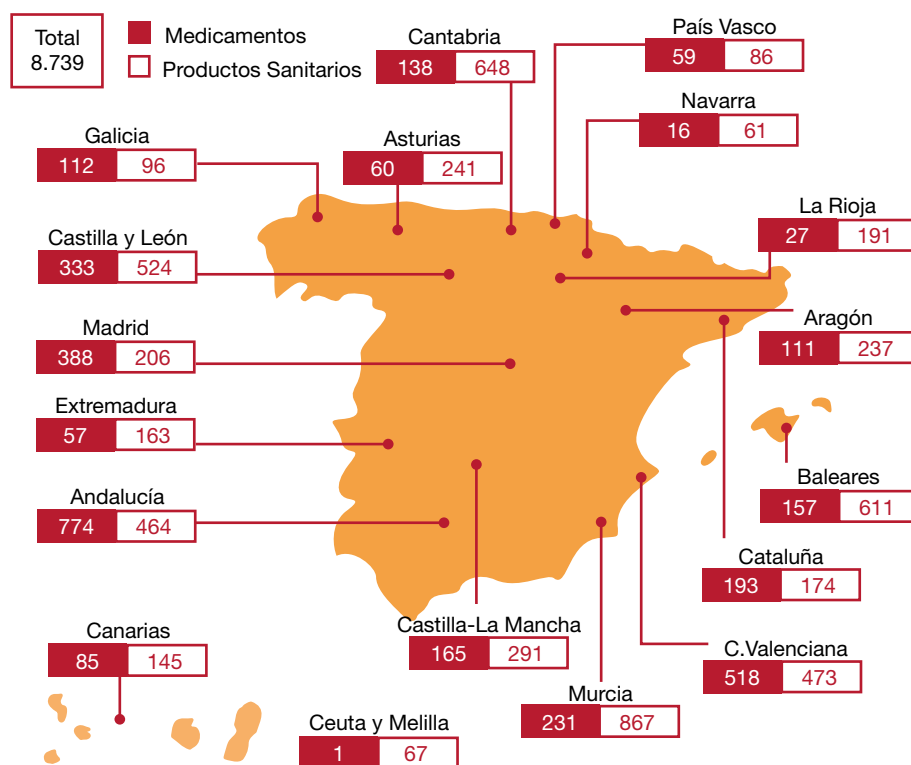 Total
8.739
Medicamentos
Productos Sanitarios
Cantabria
138 648
País Vasco
59 86
Navarra
16 61
Galicia
112 96
Asturias
60 241
La Rioja
27 191
Castilla y León
333 524
Madrid
388 206
Aragón
111 237
Extremadura
57 163
Andalucía
774 464
Baleares
157 611
Cataluña
193 174
Castilla-La Mancha
165 291
Canarias
85 145
C.Valenciana
518 473
Murcia
231 867
Ceuta y Melilla
1 67